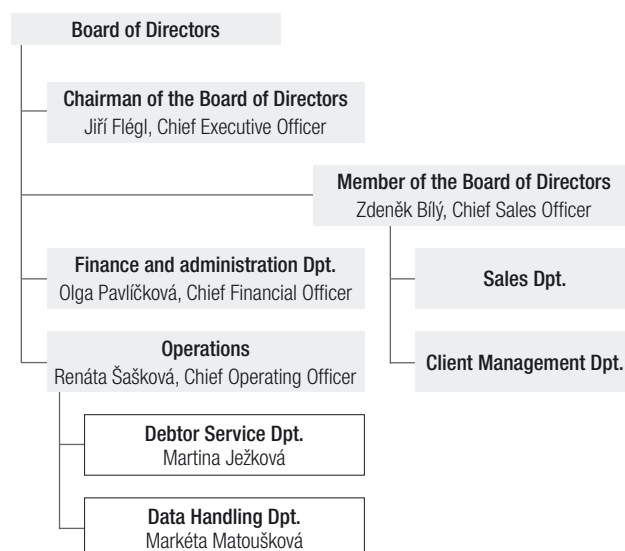 Board of Directors
Chairman of the Board of Directors
Jiří Flégl, Chief Executive Officer
Member of the Board of Directors
Zdeněk Bílý, Chief Sales Officer
Finance and administration Dpt.
Olga Pavlíčková, Chief Financial Officer
Sales Dpt.
Operations
Renáta Šašková, Chief Operating Officer
Client Management Dpt.
Debtor Service Dpt.
Martina Ježková
Data Handling Dpt.
Markéta Matoušková